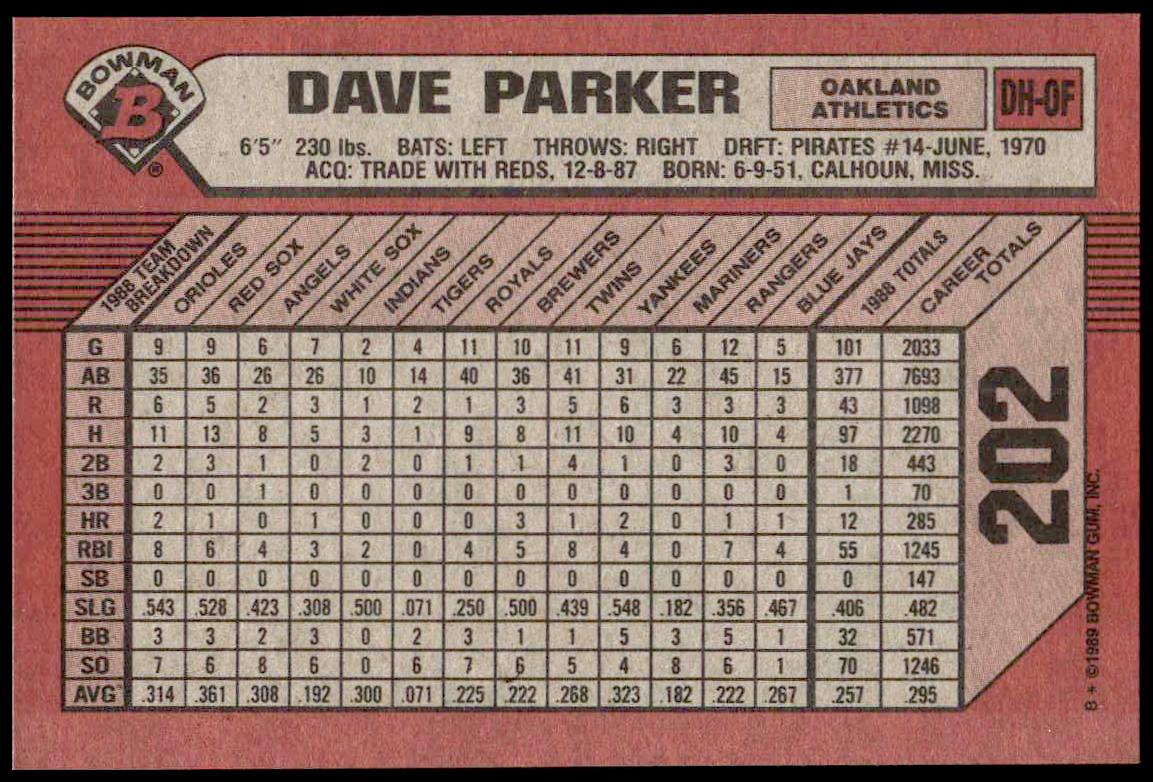 BOWMAN
B
®
DAVE PARKER
OAKLAND
ATHLETICS
DH-OF
6'5" 230 lbs. BATS: LEFT THROWS: RIGHT DRFT: PIRATES #14-JUNE, 1970
ACQ: TRADE WITH REDS, 12-8-87 BORN: 6-9-51, CALHOUN, MISS.
1988 TEAM BREAKDOWN ORIOLES RED SOX ANGELS WHITE SOX INDIANS TIGERS ROYALS BREWERS TWINS YANKEES MARINERS RANGERS BLUE JAYS 1988 TOTALS CAREER TOTALS
G 9 9 6 7 2 4 11 10 11 9 6 12 5 101 2033
AB 35 36 26 26 10 14 40 36 41 31 22 45 15 377 7693
R 6 5 2 3 1 2 1 3 5 6 3 3 3 43 1098
H 11 13 8 5 3 1 9 8 11 10 4 10 4 97 2270
2B 2 3 1 0 2 0 1 1 4 1 0 3 0 18 443
3B 0 0 1 0 0 0 0 0 0 0 0 0 0 1 70
HR 2 1 0 1 0 0 0 3 1 2 0 1 1 12 285
RBI 8 6 4 3 2 0 4 5 8 4 0 7 4 55 1245
SB 0 0 0 0 0 0 0 0 0 0 0 0 0 0 147
SLG .543 .528 .423 .308 .500 .071 .250 .500 .439 .548 .182 .356 .467 .406 .482
BB 3 3 2 3 0 2 3 1 1 5 3 5 1 32 571
SO 7 6 8 6 0 6 7 6 5 4 8 6 1 70 1246
AVG .314 .361 .308 .192 .300 .071 .225 .222 .268 .323 .182 .222 .267 .257 .295
202
B + ©1989 BOWMAN GUM, INC.